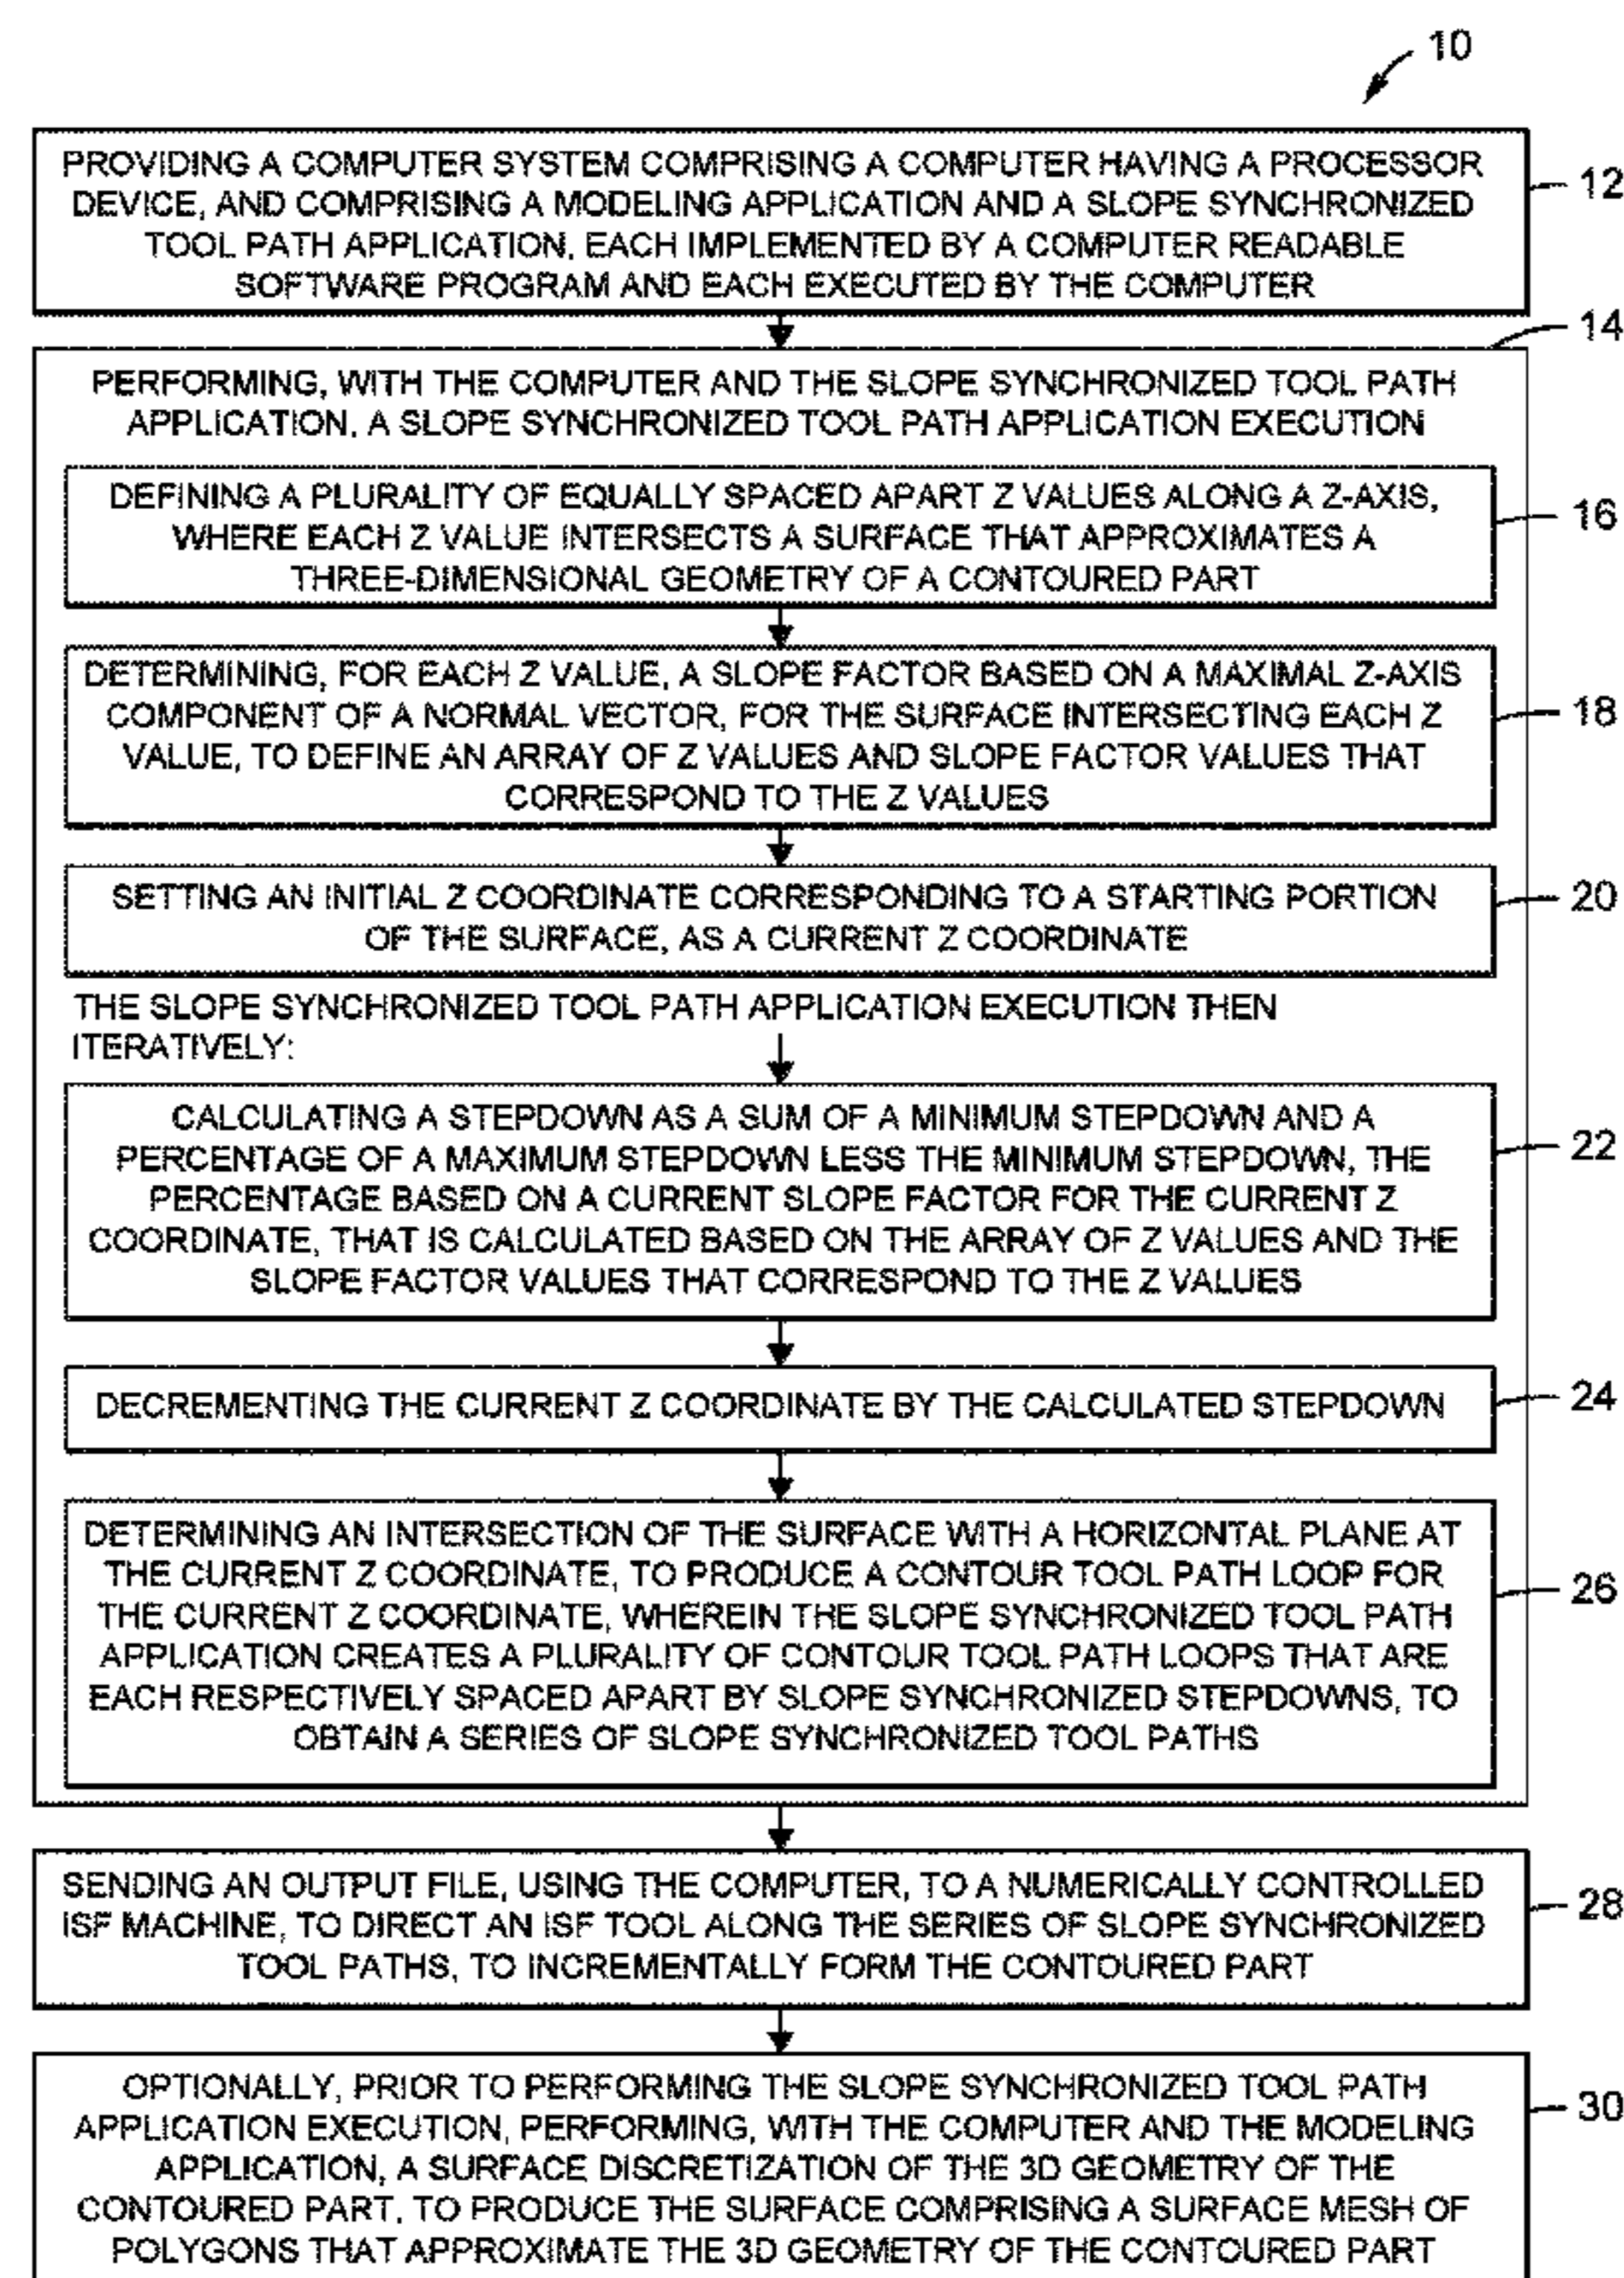 10
PROVIDING A COMPUTER SYSTEM COMPRISING A COMPUTER HAVING A PROCESSOR
DEVICE, AND COMPRISING A MODELING APPLICATION AND A SLOPE SYNCHRONIZED
TOOL PATH APPLICATION, EACH IMPLEMENTED BY A COMPUTER READABLE
SOFTWARE PROGRAM AND EACH EXECUTED BY THE COMPUTER
12
14
PERFORMING, WITH THE COMPUTER AND THE SLOPE SYNCHRONIZED TOOL PATH
APPLICATION, A SLOPE SYNCHRONIZED TOOL PATH APPLICATION EXECUTION
DEFINING A PLURALITY OF EQUALLY SPACED APART Z VALUES ALONG A Z-AXIS,
WHERE EACH Z VALUE INTERSECTS A SURFACE THAT APPROXIMATES A
THREE-DIMENSIONAL GEOMETRY OF A CONTOURED PART
16
DETERMINING, FOR EACH Z VALUE, A SLOPE FACTOR BASED ON A MAXIMAL Z-AXIS
COMPONENT OF A NORMAL VECTOR, FOR THE SURFACE INTERSECTING EACH Z
VALUE, TO DEFINE AN ARRAY OF Z VALUES AND SLOPE FACTOR VALUES THAT
CORRESPOND TO THE Z VALUES
18
SETTING AN INITIAL Z COORDINATE CORRESPONDING TO A STARTING PORTION
OF THE SURFACE, AS A CURRENT Z COORDINATE
20
THE SLOPE SYNCHRONIZED TOOL PATH APPLICATION EXECUTION THEN
ITERATIVELY:
CALCULATING A STEPDOWN AS A SUM OF A MINIMUM STEPDOWN AND A
PERCENTAGE OF A MAXIMUM STEPDOWN LESS THE MINIMUM STEPDOWN, THE
PERCENTAGE BASED ON A CURRENT SLOPE FACTOR FOR THE CURRENT Z
COORDINATE, THAT IS CALCULATED BASED ON THE ARRAY OF Z VALUES AND THE
SLOPE FACTOR VALUES THAT CORRESPOND TO THE Z VALUES
22
DECREMENTING THE CURRENT Z COORDINATE BY THE CALCULATED STEPDOWN
24
DETERMINING AN INTERSECTION OF THE SURFACE WITH A HORIZONTAL PLANE AT
THE CURRENT Z COORDINATE, TO PRODUCE A CONTOUR TOOL PATH LOOP FOR
THE CURRENT Z COORDINATE, WHEREIN THE SLOPE SYNCHRONIZED TOOL PATH
APPLICATION CREATES A PLURALITY OF CONTOUR TOOL PATH LOOPS THAT ARE
EACH RESPECTIVELY SPACED APART BY SLOPE SYNCHRONIZED STEPDOWNS, TO
OBTAIN A SERIES OF SLOPE SYNCHRONIZED TOOL PATHS
26
SENDING AN OUTPUT FILE, USING THE COMPUTER, TO A NUMERICALLY CONTROLLED
ISF MACHINE, TO DIRECT AN ISF TOOL ALONG THE SERIES OF SLOPE SYNCHRONIZED
TOOL PATHS, TO INCREMENTALLY FORM THE CONTOURED PART
28
OPTIONALLY, PRIOR TO PERFORMING THE SLOPE SYNCHRONIZED TOOL PATH
APPLICATION EXECUTION, PERFORMING, WITH THE COMPUTER AND THE MODELING
APPLICATION, A SURFACE DISCRETIZATION OF THE 3D GEOMETRY OF THE
CONTOURED PART, TO PRODUCE THE SURFACE COMPRISING A SURFACE MESH OF
POLYGONS THAT APPROXIMATE THE 3D GEOMETRY OF THE CONTOURED PART
30